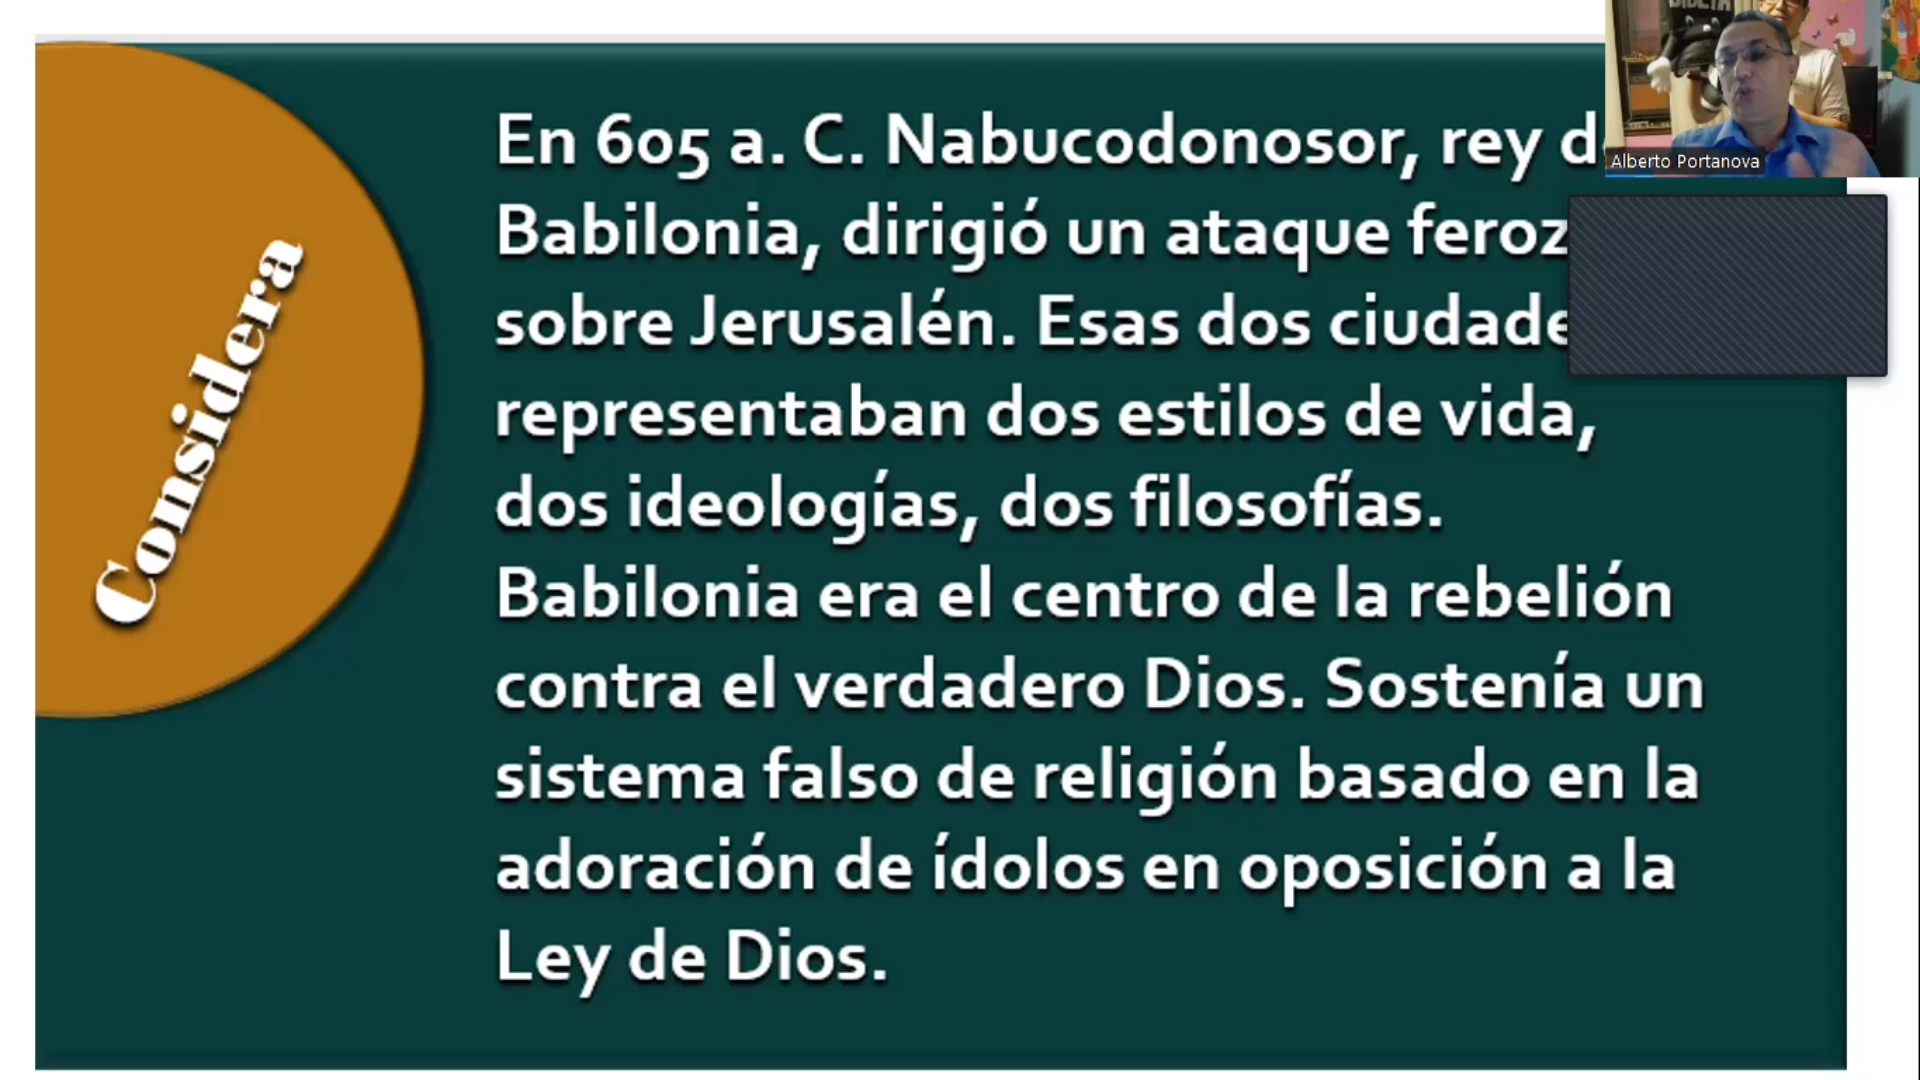 Considera
En 605 a. C. Nabucodonosor, rey
Babilonia, dirigió un ataque feroz
sobre Jerusalén. Esas dos
representaban dos estilos de vida,
dos ideologías, dos filosofías.
Babilonia era el centro de la rebelión
contra el verdadero Dios. Sostenía un
sistema falso de religión basado en la
adoración de ídolos en oposición a la
Ley de Dios.
Alberto Portanova